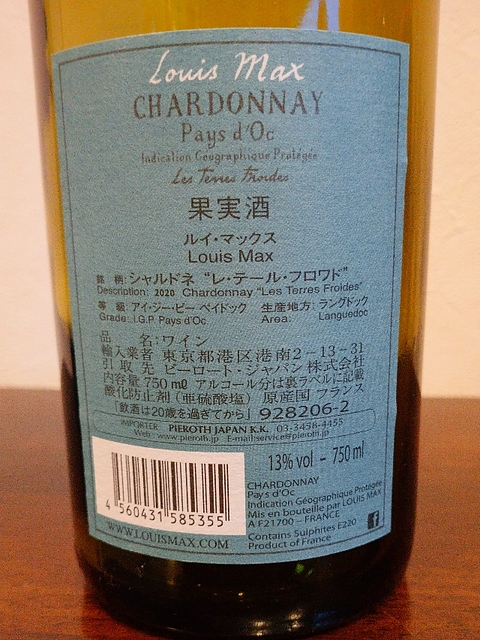 Louis Max
CHARDONNAY
Pays d'Oc
Indication Géographique Protégée
Les Terres Froides
果実酒
ルイ・マックス
Louis Max
銘 柄: シャルドネ "レ・テール・フロワド"
Description: 2020 Chardonnay "Les Terres Froides"
等 級: アイ・ジー・ピー ペイドック 生産地方: ラングドック
Grade: I.G.P. Pays d'Oc Area: Languedoc
品 名: ワイン
輸入業者 東京都港区港南2-13-31
引取先 ピーロート・ジャパン株式会社
内容量 750 mℓ アルコール分は裏ラベルに記載
酸化防止剤 (亜硫酸塩) 原産国 フランス
「飲酒は20歳を過ぎてから」 928206-2
IMPORTER PIEROTH JAPAN K.K. 03-3458-4455
Web: www.pieroth.jp E-mail:service@pieroth.jp
13% vol - 750 ml
4 560431 585355
CHARDONNAY
Pays d'Oc
Indication Géographique Protégée
Mis en bouteille par LOUIS MAX
A F21700 - FRANCE
Contains Sulphites E220
Product of France
WWW.LOUISMAX.COM
f